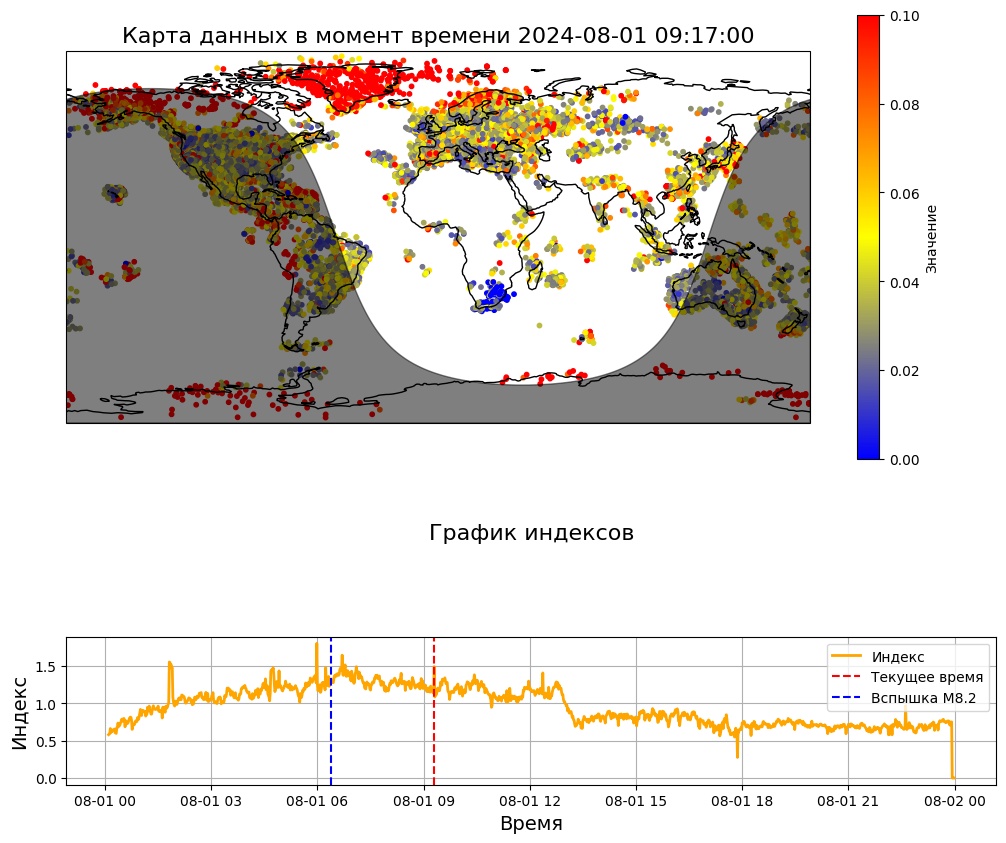 Карта данных в момент времени 2024-08-01 09:17:00
0.10
0.08
0.06
0.04
0.02
0.00
Значение
График индексов
Индекс
1.5
1.0
0.5
0.0
Индекс
Текущее время
Вспышка M8.2
08-01 00
08-01 03
08-01 06
08-01 09
08-01 12
08-01 15
08-01 18
08-01 21
08-02 00
Время